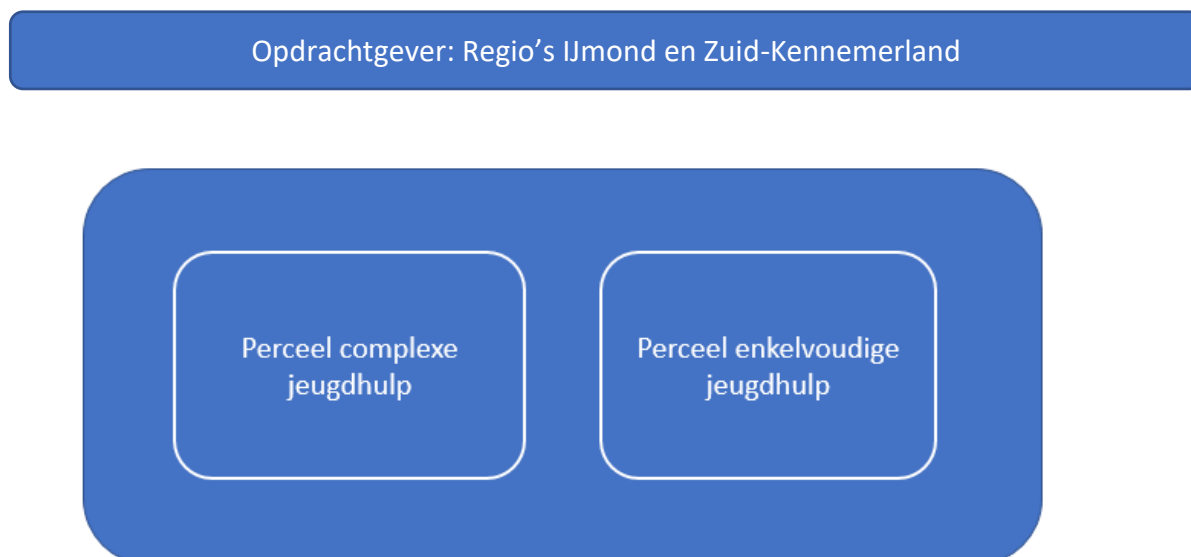 Opdrachtgever: Regio’s IJmond en Zuid-Kennemerland
Perceel complexe
jeugdhulp
Perceel enkelvoudige
jeugdhulp